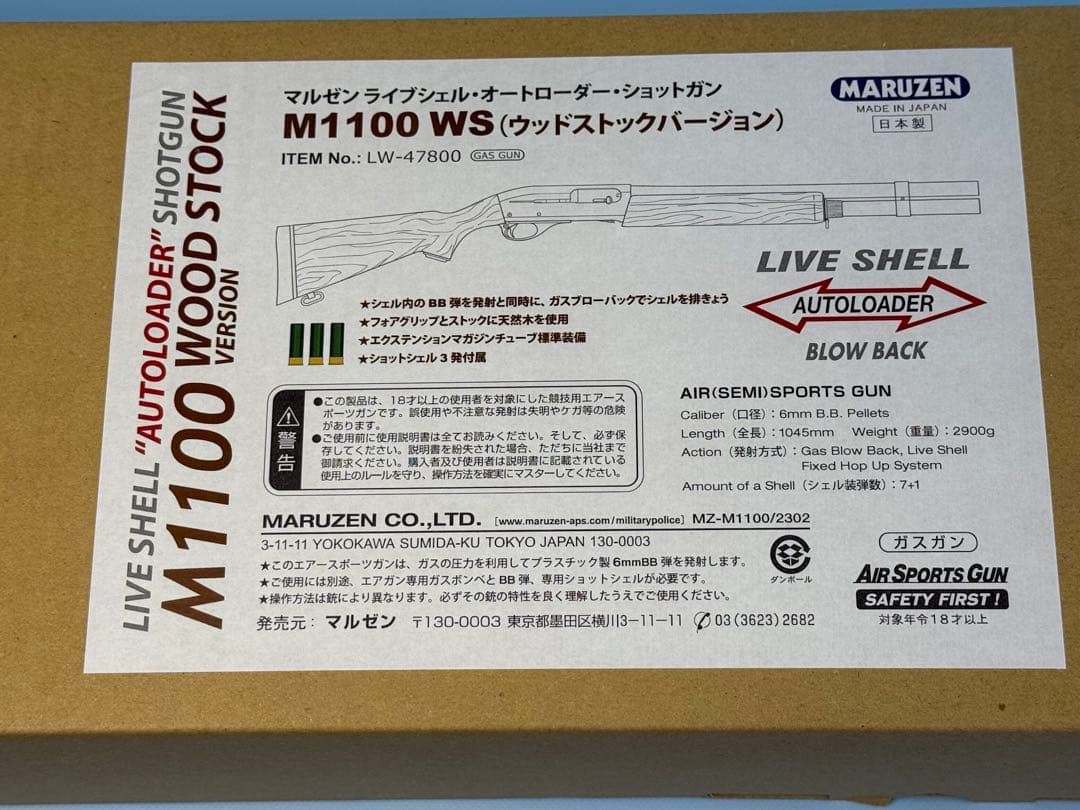 LIVE SHELL "AUTOLOADER" SHOTGUN
M1100 WOOD STOCK
VERSION
マルゼン ライブシェル・オートローダー・ショットガン
M1100 WS(ウッドストックバージョン)
ITEM No.: LW-47800 GAS GUN
MARUZEN
MADE IN JAPAN
日本製
LIVE SHELL
AUTOLOADER
BLOW BACK
★シェル内のBB弾を発射と同時に、ガスブローバックでシェルを排きょう
★フォアグリップとストックに天然木を使用
★エクステンションマガジンチューブ標準装備
★ショットシェル3発付属
警告
●この製品は、18才以上の使用者を対象にした競技用エアース
ポーツガンです。誤使用や不注意な発射は失明やケガ等の危険
があります。
●ご使用前に使用説明書は全てお読みください。そして、必ず保
存してください。説明書を紛失された場合、ただちに当社まで
御請求ください。購入者及び使用者は説明書に記載されている
使用上のルールを守り、操作方法を確実にマスターしてください。
AIR(SEMI)SPORTS GUN
Caliber(口径):6mm B.B. Pellets
Length(全長):1045mm Weight(重量):2900g
Action(発射方式):Gas Blow Back, Live Shell
Fixed Hop Up System
Amount of a Shell(シェル装弾数):7+1
MARUZEN CO.,LTD. [www.maruzen-aps.com/militarypolice] MZ-M1100/2302
3-11-11 YOKOKAWA SUMIDA-KU TOKYO JAPAN 130-0003
★このエアースポーツガンは、ガスの圧力を利用してプラスチック製6mmBB弾を発射します。
★ご使用には別途、エアガン専用ガスボンベとBB弾、専用ショットシェルが必要です。
★操作方法は銃により異なります。必ずその銃の特性を良く理解したうえでご使用ください。
発売元: マルゼン 〒130-0003 東京都墨田区横川3-11-11 03(3623)2682
ダンボール
ガスガン
AIR SPORTS GUN
SAFETY FIRST!
対象年令18才以上